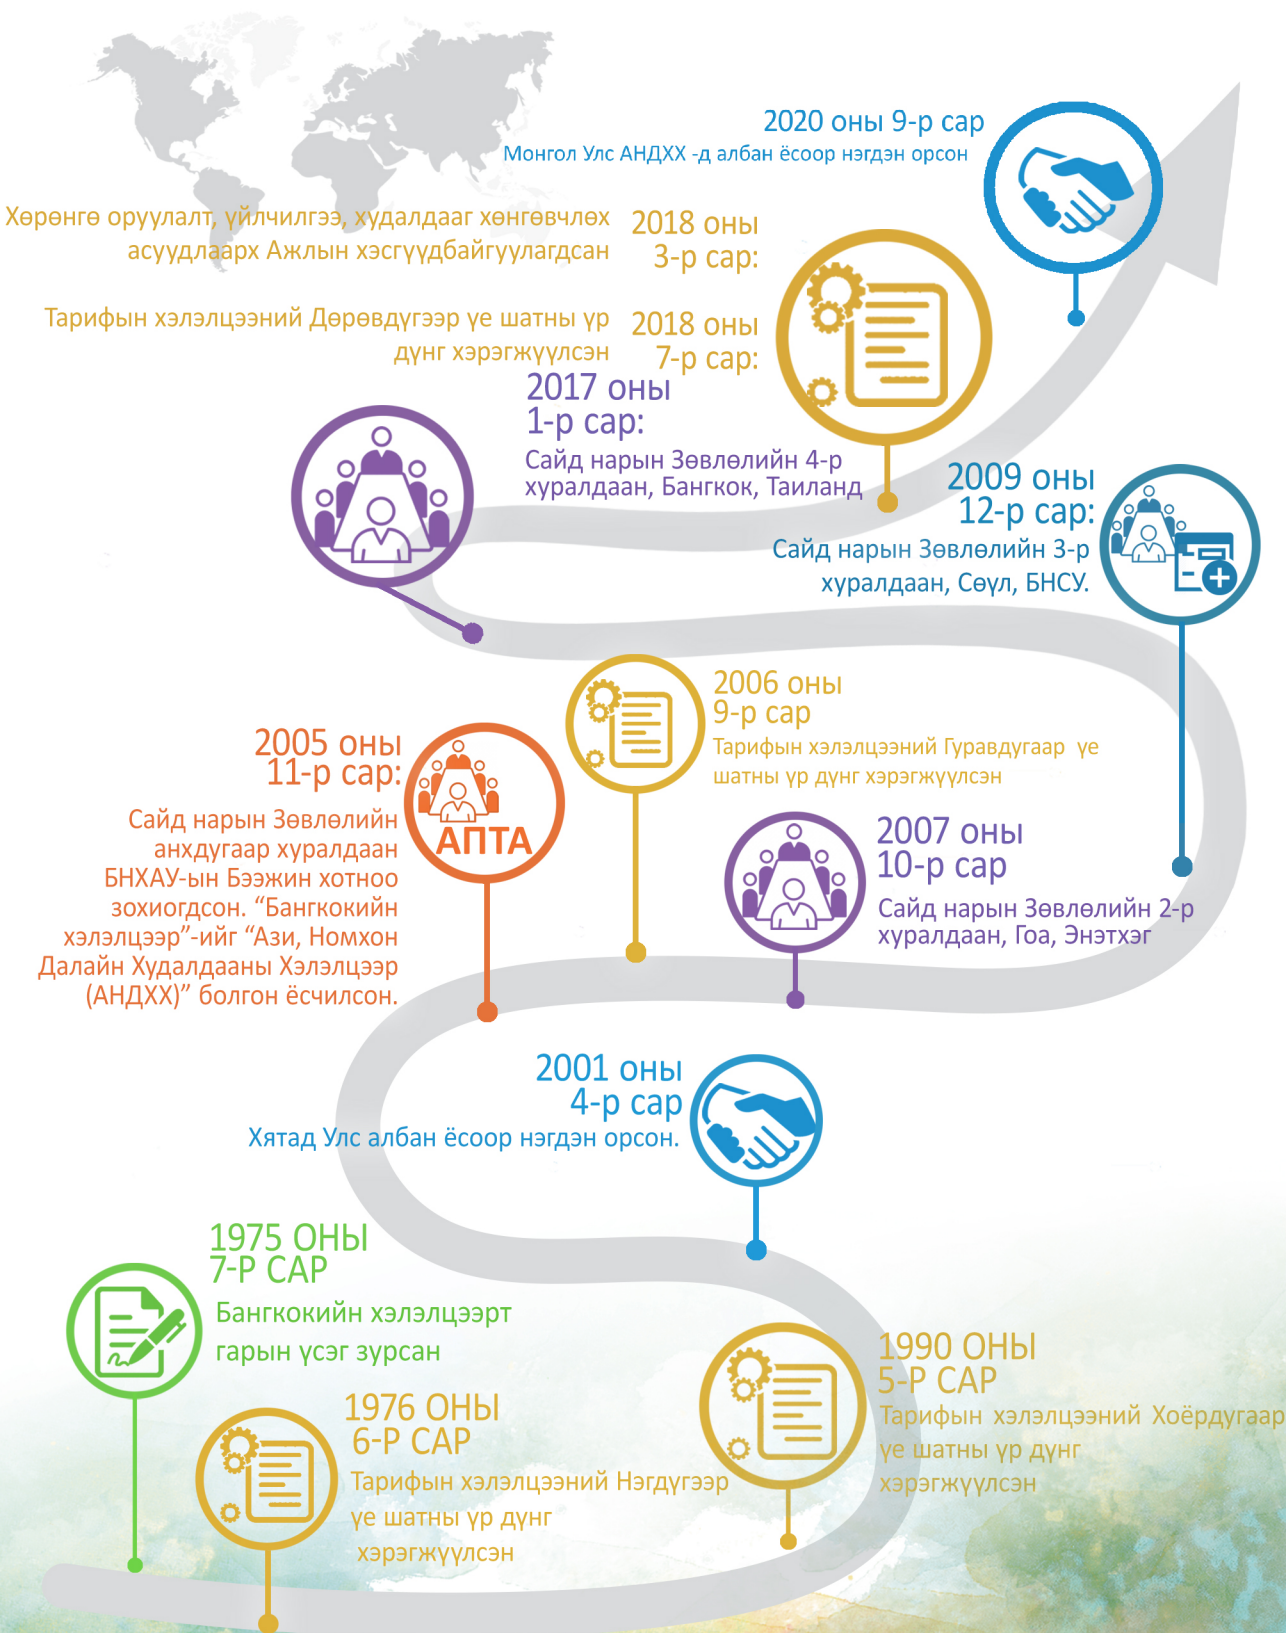 2020 оны 9-р сар
Монгол Улс АНДХХ -д албан ёсоор нэгдэн орсон
Хөрөнгө оруулалт, үйлчилгээ, худалдааг хөнгөвчлөх
асуудлаарх Ажлын хэсгүүдбайгуулагдсан
2018 оны
3-р сар:
Тарифын хэлэлцээний Дөрөвдүгээр үе шатны үр
дүнг хэрэгжүүлсэн
2018 оны
7-р сар:
2017 оны
1-р сар:
Сайд нарын Зөвлөлийн 4-р
хуралдаан, Бангкок, Таиланд
2009 оны
12-р сар:
Сайд нарын Зөвлөлийн 3-р
хуралдаан, Сөүл, БНСУ.
2006 оны
9-р сар
Тарифын хэлэлцээний Гуравдугаар үе
шатны үр дүнг хэрэгжүүлсэн
2005 оны
11-р сар:
Сайд нарын Зөвлөлийн
анхдугаар хуралдаан
БНХАУ-ын Бээжин хотноо
зохиогдсон. “Бангкокийн
хэлэлцээр”-ийг “Ази, Номхон
Далайн Худалдааны Хэлэлцээр
(АНДХХ)” болгон ёсчилсон.
АПТА
2007 оны
10-р сар
Сайд нарын Зөвлөлийн 2-р
хуралдаан, Гоа, Энэтхэг
2001 оны
4-р сар
Хятад Улс албан ёсоор нэгдэн орсон.
1975 ОНЫ
7-Р САР
Бангкокийн хэлэлцээрт
гарын үсэг зурсан
1990 ОНЫ
5-Р САР
Тарифын хэлэлцээний Хоёрдугаар
үе шатны үр дүнг
хэрэгжүүлсэн
1976 ОНЫ
6-Р САР
Тарифын хэлэлцээний Нэгдүгээр
үе шатны үр дүнг
хэрэгжүүлсэн